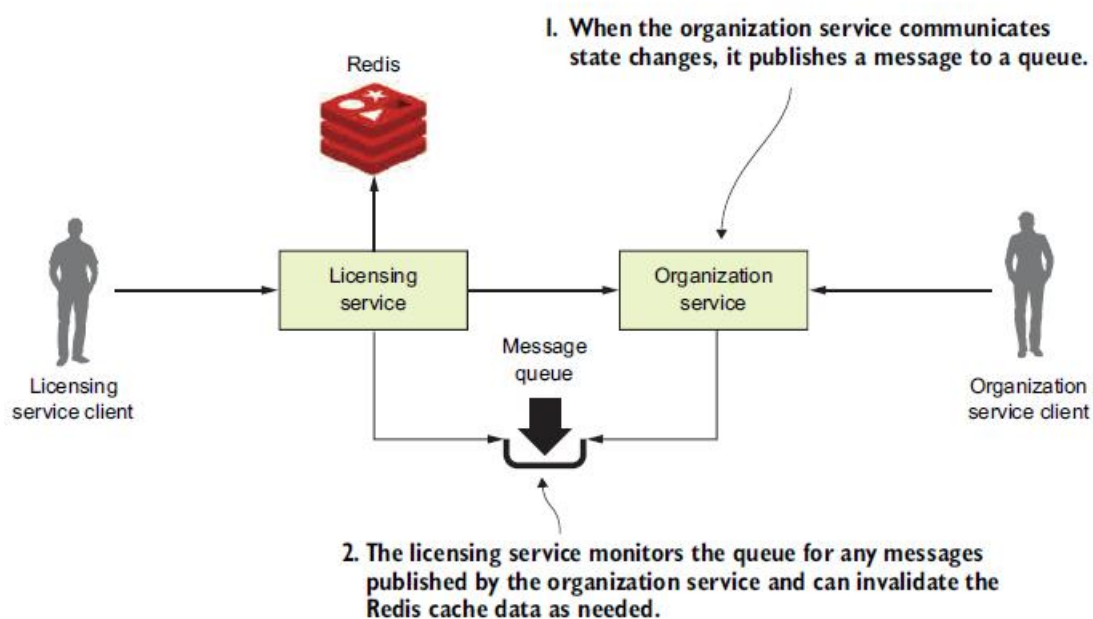 1. When the organization service communicates
state changes, it publishes a message to a queue.
Redis
Licensing
service
Organization
service
Message
queue
Licensing
service client
Organization
service client
2. The licensing service monitors the queue for any messages
published by the organization service and can invalidate the
Redis cache data as needed.